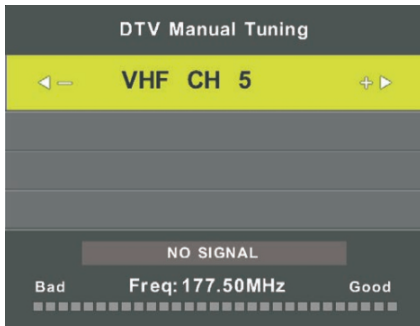 DTV Manual Tuning
VHF CH 5
NO SIGNAL
Bad Freq:177.50MHz Good